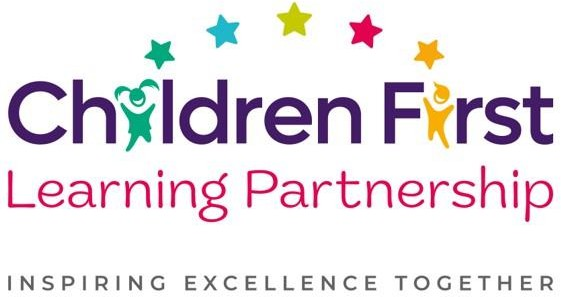 Children First
Learning Partnership
INSPIRING EXCELLENCE TOGETHER